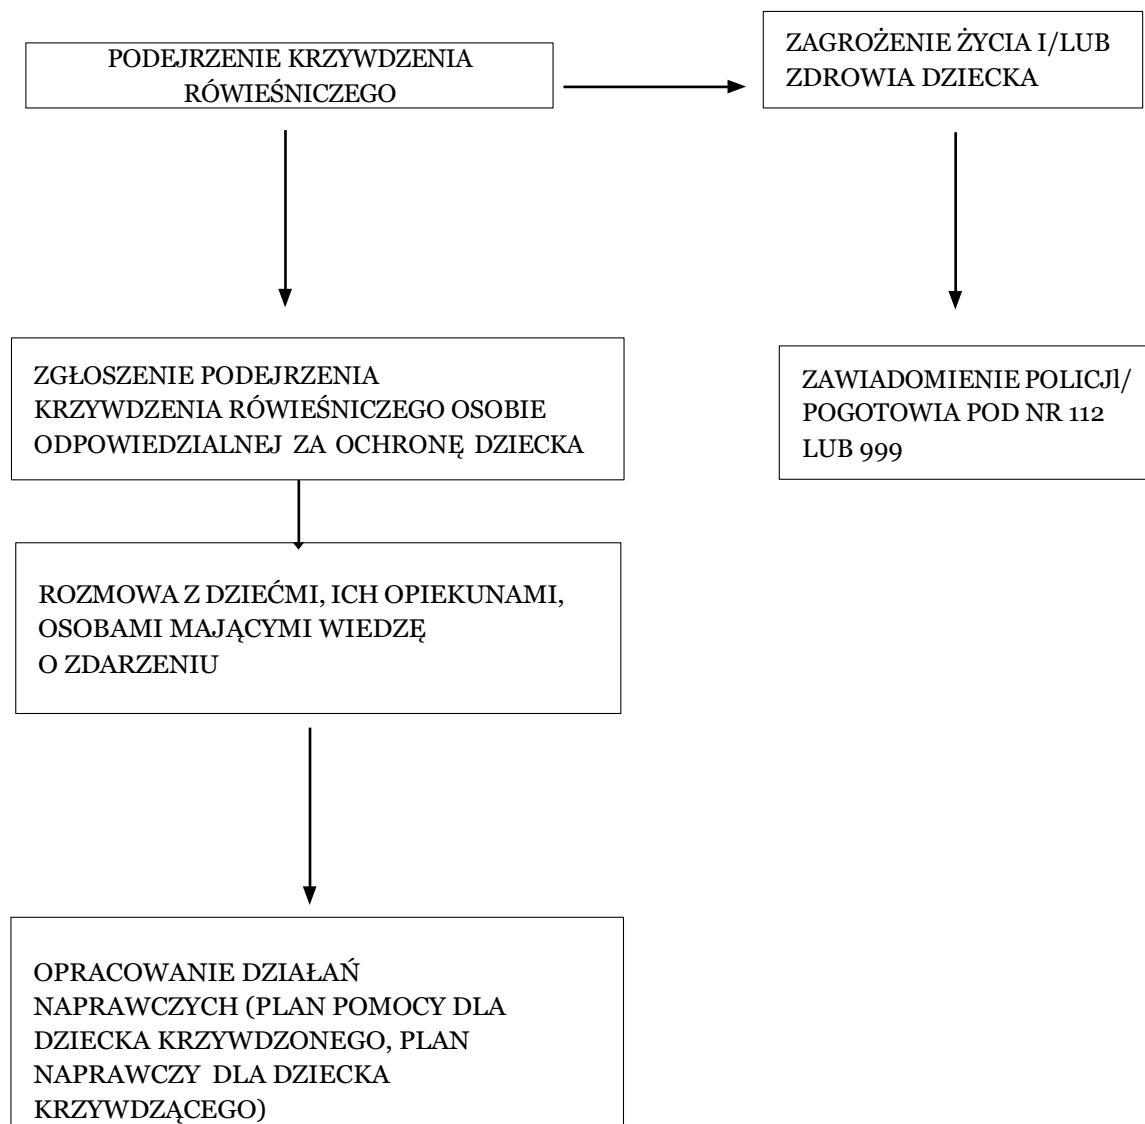 PODEJRZENIE KRZYWDZENIA
RÓWIEŚNICZEGO
ZAGROŻENIE ŻYCIA I/LUB
ZDROWIA DZIECKA
ZGŁOSZENIE PODEJRZENIA
KRZYWDZENIA RÓWIEŚNICZEGO OSOBIE
ODPOWIEDZIALNEJ ZA OCHRONĘ DZIECKA
ZAWIADOMIENIE POLICJl/
POGOTOWIA POD NR 112
LUB 999
ROZMOWA Z DZIEĆMI, ICH OPIEKUNAMI,
OSOBAMI MAJĄCYMI WIEDZĘ
O ZDARZENIU
OPRACOWANIE DZIAŁAŃ
NAPRAWCZYCH (PLAN POMOCY DLA
DZIECKA KRZYWDZONEGO, PLAN
NAPRAWCZY DLA DZIECKA
KRZYWDZĄCEGO)